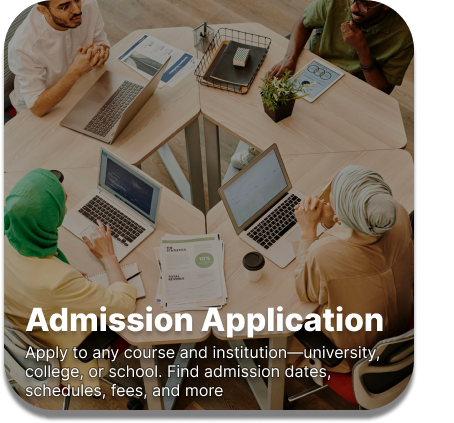 Admission Application
Apply to any course and institution—university,
college, or school. Find admission dates,
schedules, fees, and more